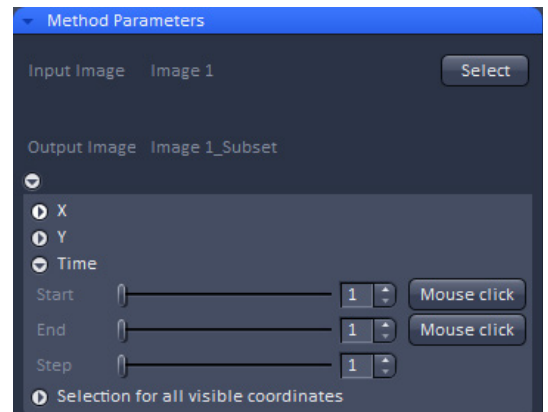 Method Parameters
Input Image Image 1 Select
Output Image Image 1_Subset
X
Y
Time
Start 1 Mouse click
End 1 Mouse click
Step 1
Selection for all visible coordinates